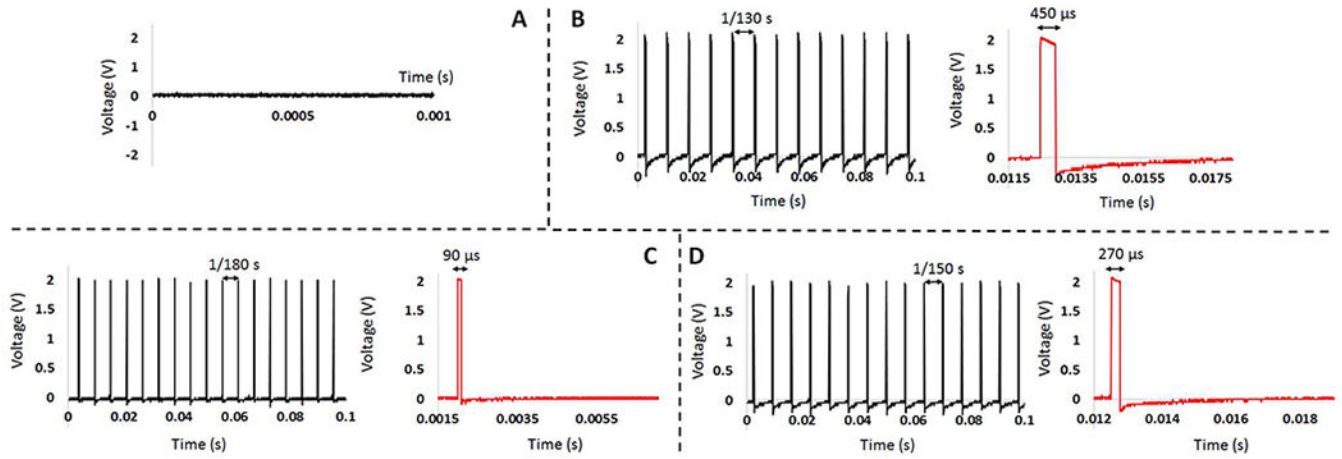 A
2
1
0
-1
-2
Voltage (V)
Time (s)
0 0.0005 0.001
B
1/130 s
2
1.5
1
0.5
0
Voltage (V)
0 0.02 0.04 0.06 0.08 0.1
Time (s)
450 µs
2
1.5
1
0.5
0
Voltage (V)
0.0115 0.0135 0.0155 0.0175
Time (s)
C
1/180 s
2
1.5
1
0.5
0
Voltage (V)
0 0.02 0.04 0.06 0.08 0.1
Time (s)
90 µs
2
1.5
1
0.5
0
Voltage (V)
0.0015 0.0035 0.0055
Time (s)
D
1/150 s
2
1.5
1
0.5
0
Voltage (V)
0 0.02 0.04 0.06 0.08 0.1
Time (s)
270 µs
2
1.5
1
0.5
0
Voltage (V)
0.012 0.014 0.016 0.018
Time (s)